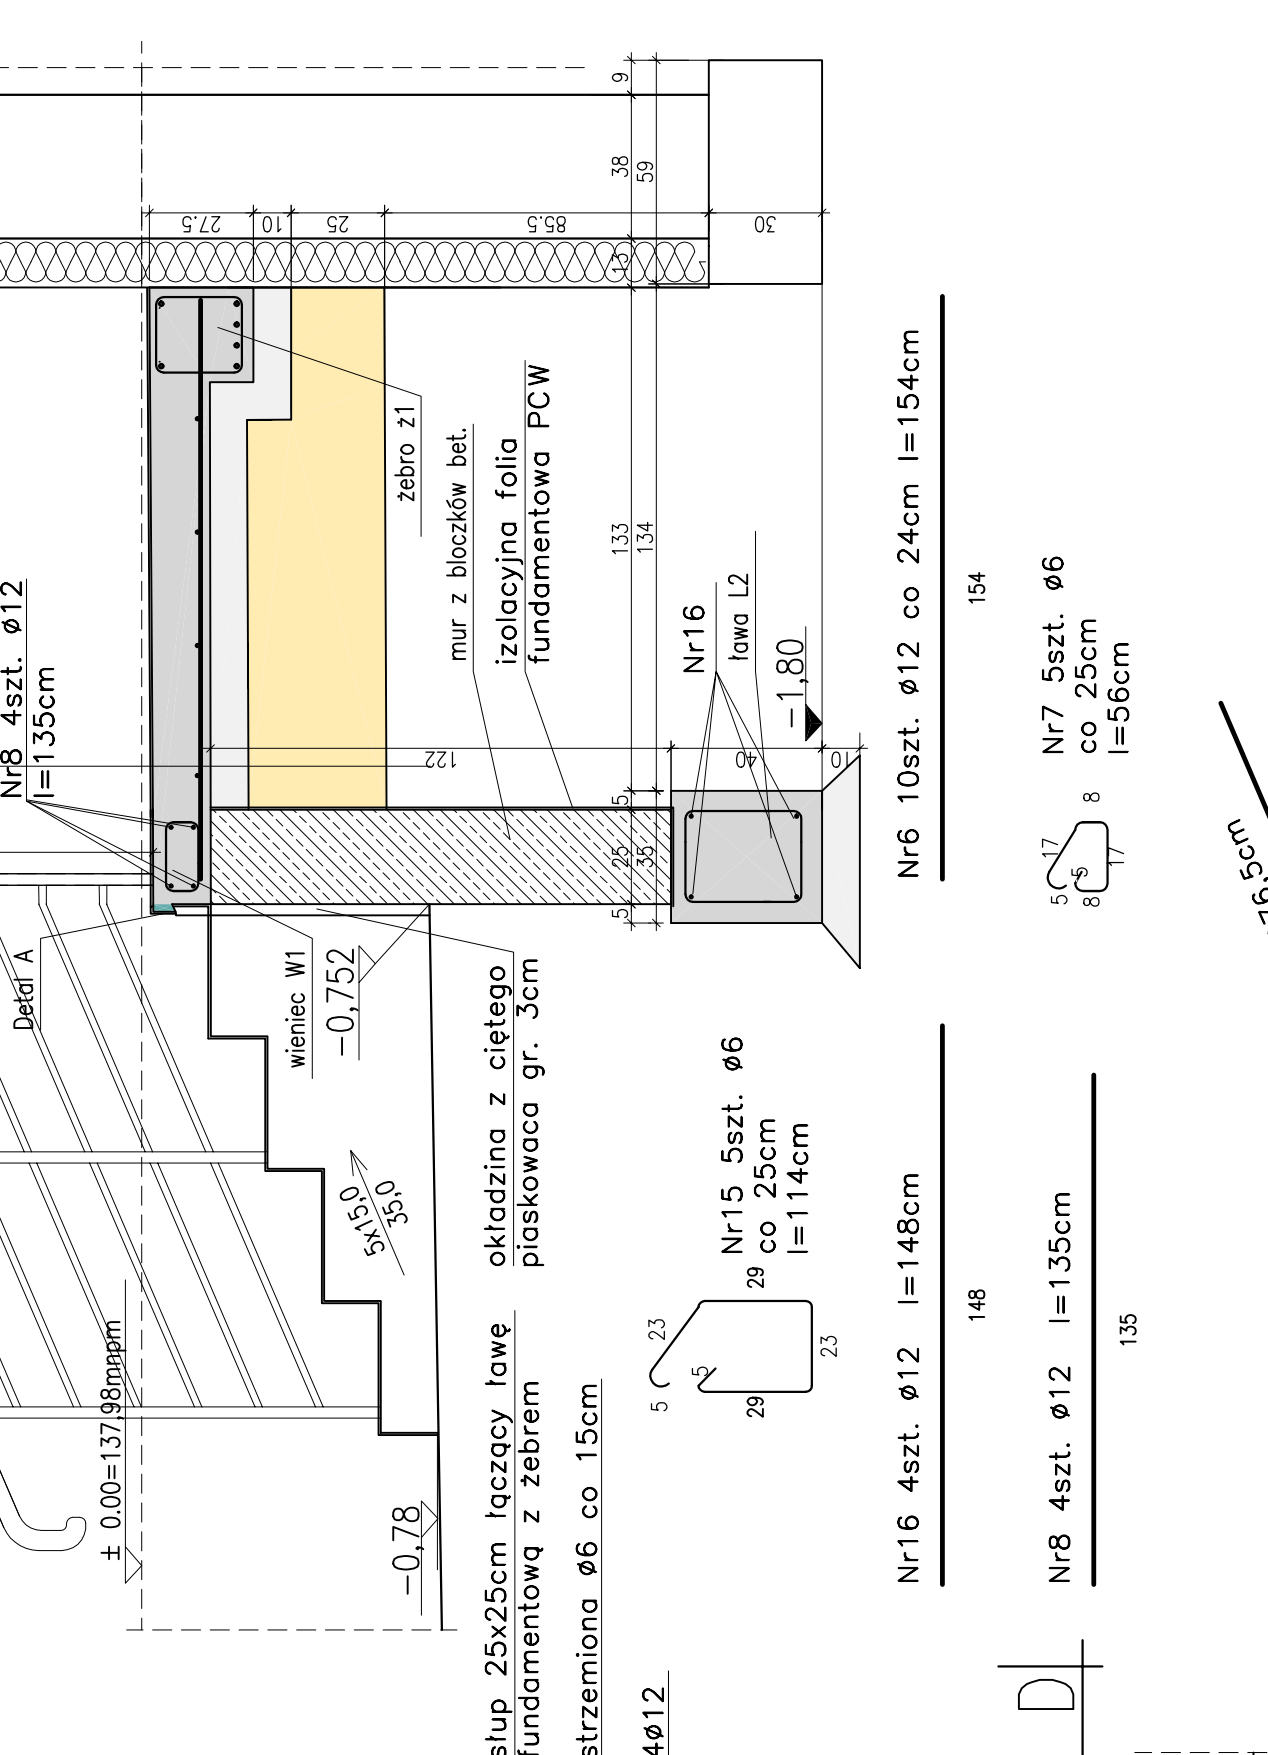 Nr8 4szt. ø12
l=135cm
9
38
59
13
27.5
10
25
85.5
30
żebro ż1
mur z bloczków bet.
izolacyjna folia
fundamentowa PCW
133
134
Nr16
ława L2
-1,80
122
40
10
5
25
35
5
Detal A
wieniec W1
-0,752
okładzina z ciętego
piaskowaca gr. 3cm
5x15,0
35,0
± 0.00=137,98mnpm
-0,78
słup 25x25cm łączący ławę
fundamentową z żebrem
strzemiona ø6 co 15cm
4ø12
Nr15 5szt. ø6
co 25cm
l=114cm
29
23
5
5
23
29
Nr6 10szt. ø12 co 24cm l=154cm
154
Nr7 5szt. ø6
co 25cm
l=56cm
8
17
5
5
17
8
Nr16 4szt. ø12 l=148cm
148
Nr8 4szt. ø12 l=135cm
135
D